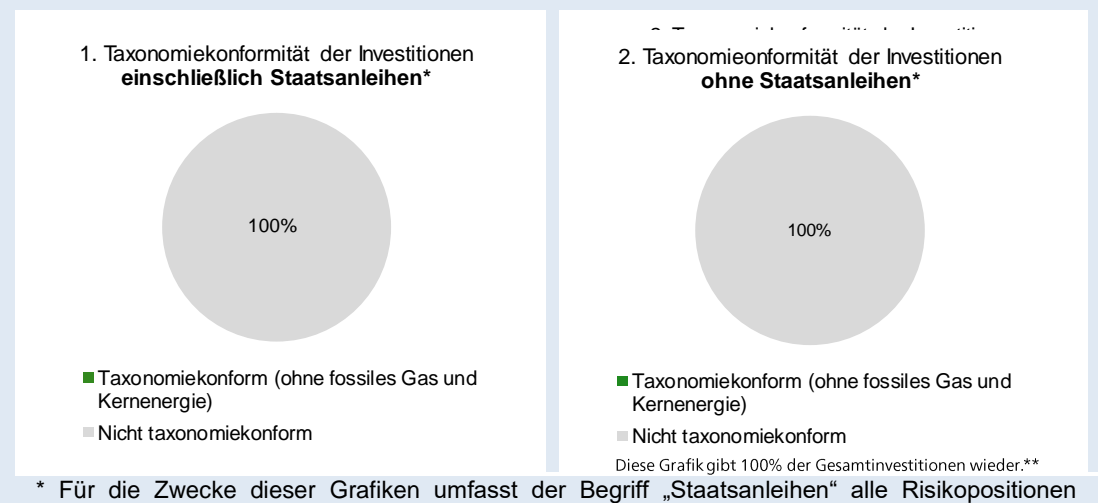 1. Taxonomiekonformität der Investitionen
einschließlich Staatsanleihen*
100%
Taxonomiekonform (ohne fossiles Gas und
Kernenergie)
Nicht taxonomiekonform
2. Taxonomieonformität der Investitionen
ohne Staatsanleihen*
100%
Taxonomiekonform (ohne fossiles Gas und
Kernenergie)
Nicht taxonomiekonform
Diese Grafik gibt 100% der Gesamtinvestitionen wieder.**
* Für die Zwecke dieser Grafiken umfasst der Begriff „Staatsanleihen“ alle Risikopositionen